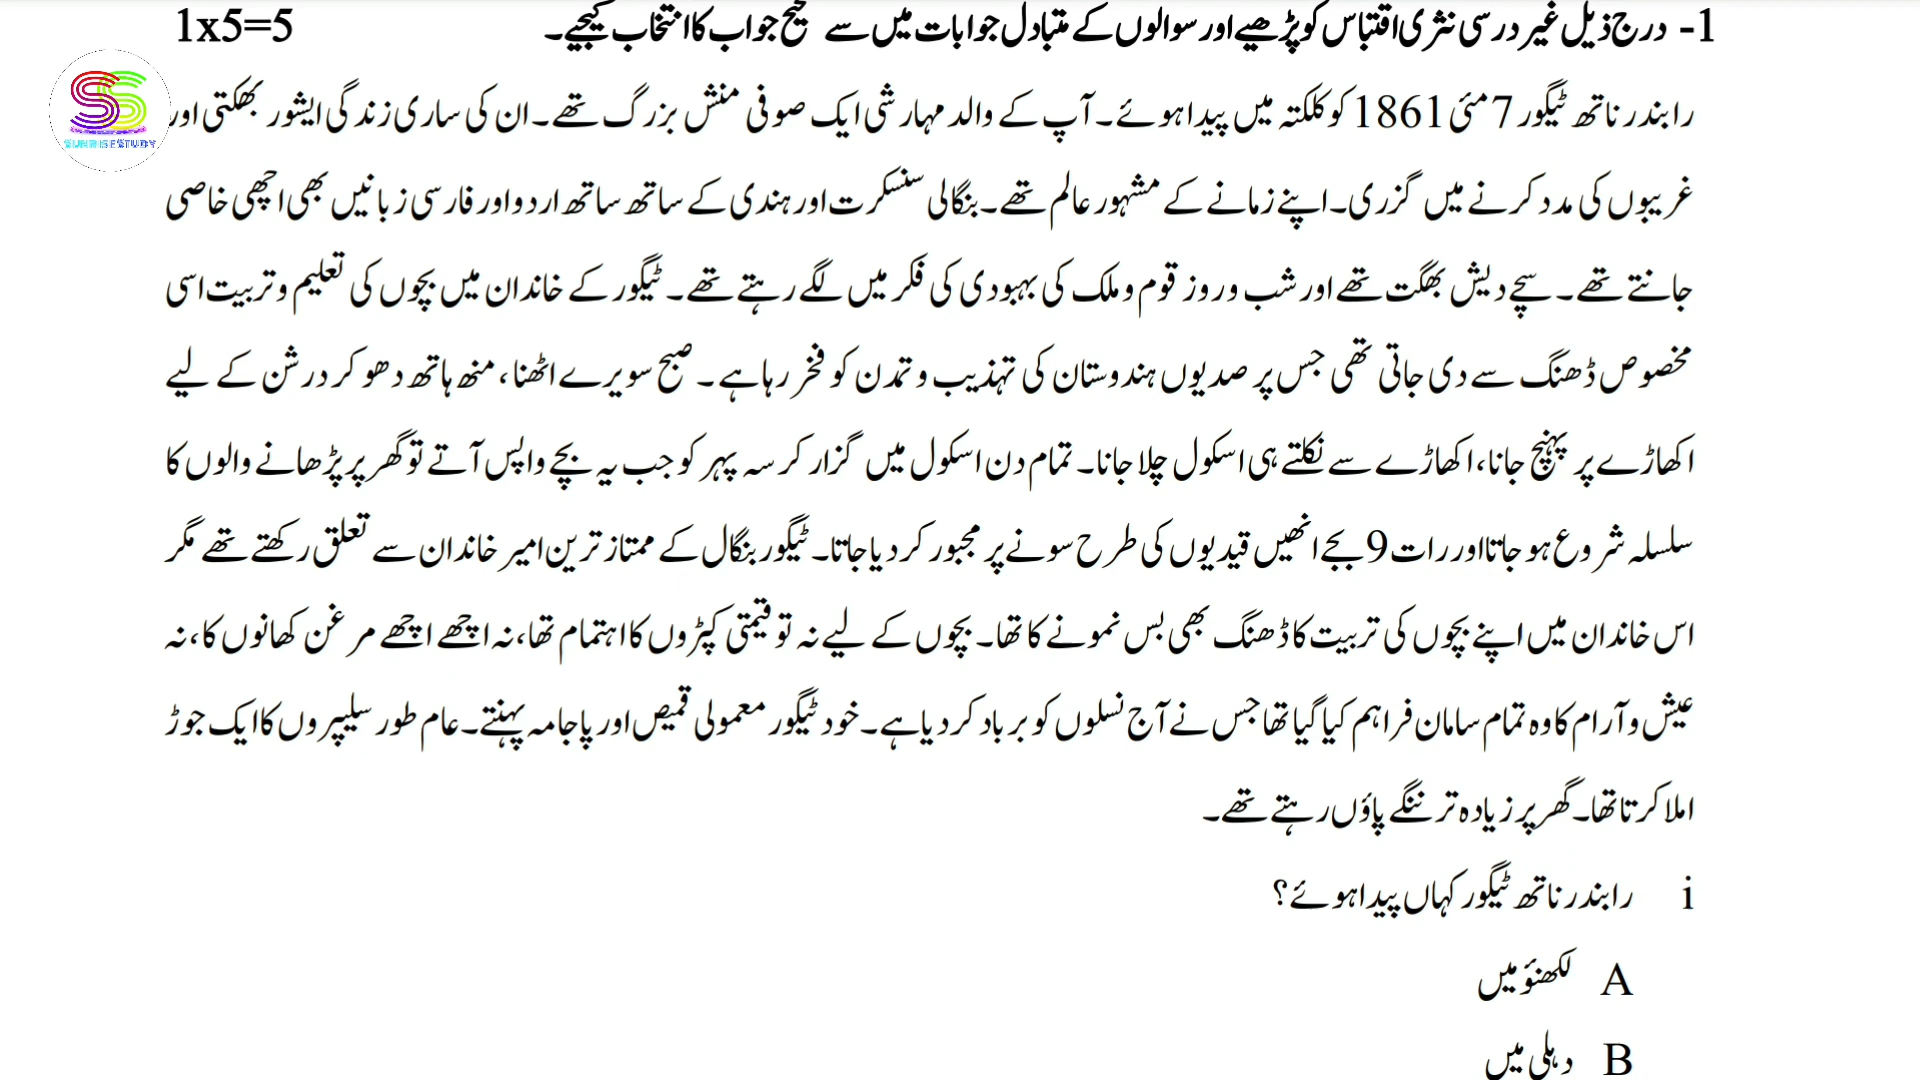 1- درج ذیل غیر درسی نثری اقتباس کو پڑھیے اور سوالوں کے متبادل جوابات میں سے صحیح جواب کا انتخاب کیجیے۔ 1x5=5
رابندر ناتھ ٹیگور 7 مئی 1861 کو کلکتہ میں پیدا ہوئے۔ آپ کے والد مہارشی ایک صوفی منش بزرگ تھے۔ ان کی ساری زندگی ایشور بھکتی اور
غریبوں کی مدد کرنے میں گزری۔ اپنے زمانے کے مشہور عالم تھے۔ بنگالی سنسکرت اور ہندی کے ساتھ ساتھ اردو اور فارسی زبانیں بھی اچھی خاصی
جانتے تھے۔ سچے دیش بھگت تھے اور شب و روز قوم و ملک کی بہبودی کی فکر میں لگے رہتے تھے۔ ٹیگور کے خاندان میں بچوں کی تعلیم و تربیت اسی
مخصوص ڈھنگ سے دی جاتی تھی جس پر صدیوں ہندوستان کی تہذیب و تمدن کو فخر رہا ہے۔ صبح سویرے اٹھنا، منھ ہاتھ دھو کر درشن کے لیے
اکھاڑے پر پہنچ جانا، اکھاڑے سے نکلتے ہی اسکول چلا جانا۔ تمام دن اسکول میں گزار کر سہ پہر کو جب یہ بچے واپس آتے تو گھر پر پڑھانے والوں کا
سلسلہ شروع ہو جاتا اور رات 9 بجے انھیں قیدیوں کی طرح سونے پر مجبور کر دیا جاتا۔ ٹیگور بنگال کے ممتاز ترین امیر خاندان سے تعلق رکھتے تھے مگر
اس خاندان میں اپنے بچوں کی تربیت کا ڈھنگ بھی بس نمونے کا تھا۔ بچوں کے لیے نہ تو قیمتی کپڑوں کا اہتمام تھا، نہ اچھے اچھے مرغن کھانوں کا، نہ
عیش و آرام کا وہ تمام سامان فراہم کیا گیا تھا جس نے آج نسلوں کو برباد کر دیا ہے۔ خود ٹیگور معمولی قمیص اور پاجامہ پہنتے۔ عام طور سلیپروں کا ایک جوڑ
املا کرتا تھا۔ گھر پر زیادہ تر ننگے پاؤں رہتے تھے۔
i رابندر ناتھ ٹیگور کہاں پیدا ہوئے؟
A لکھنؤ میں
B دہلی میں